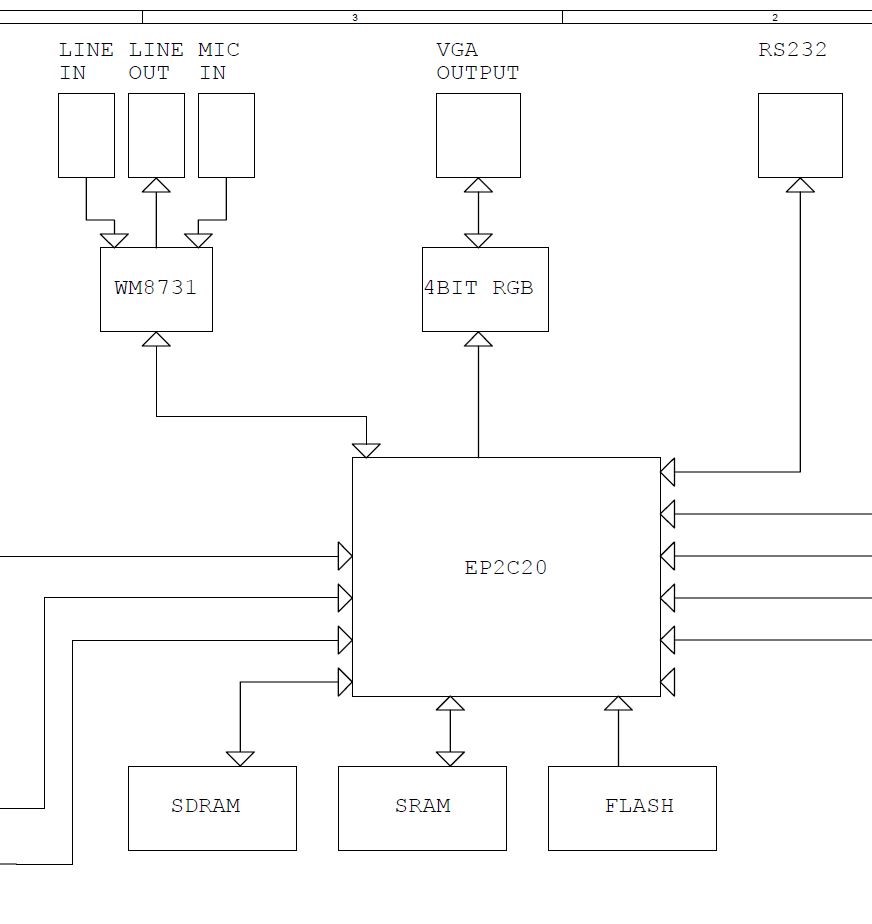 3
2
LINE LINE MIC
IN OUT IN
VGA
OUTPUT
RS232
WM8731
4BIT RGB
EP2C20
SDRAM
SRAM
FLASH